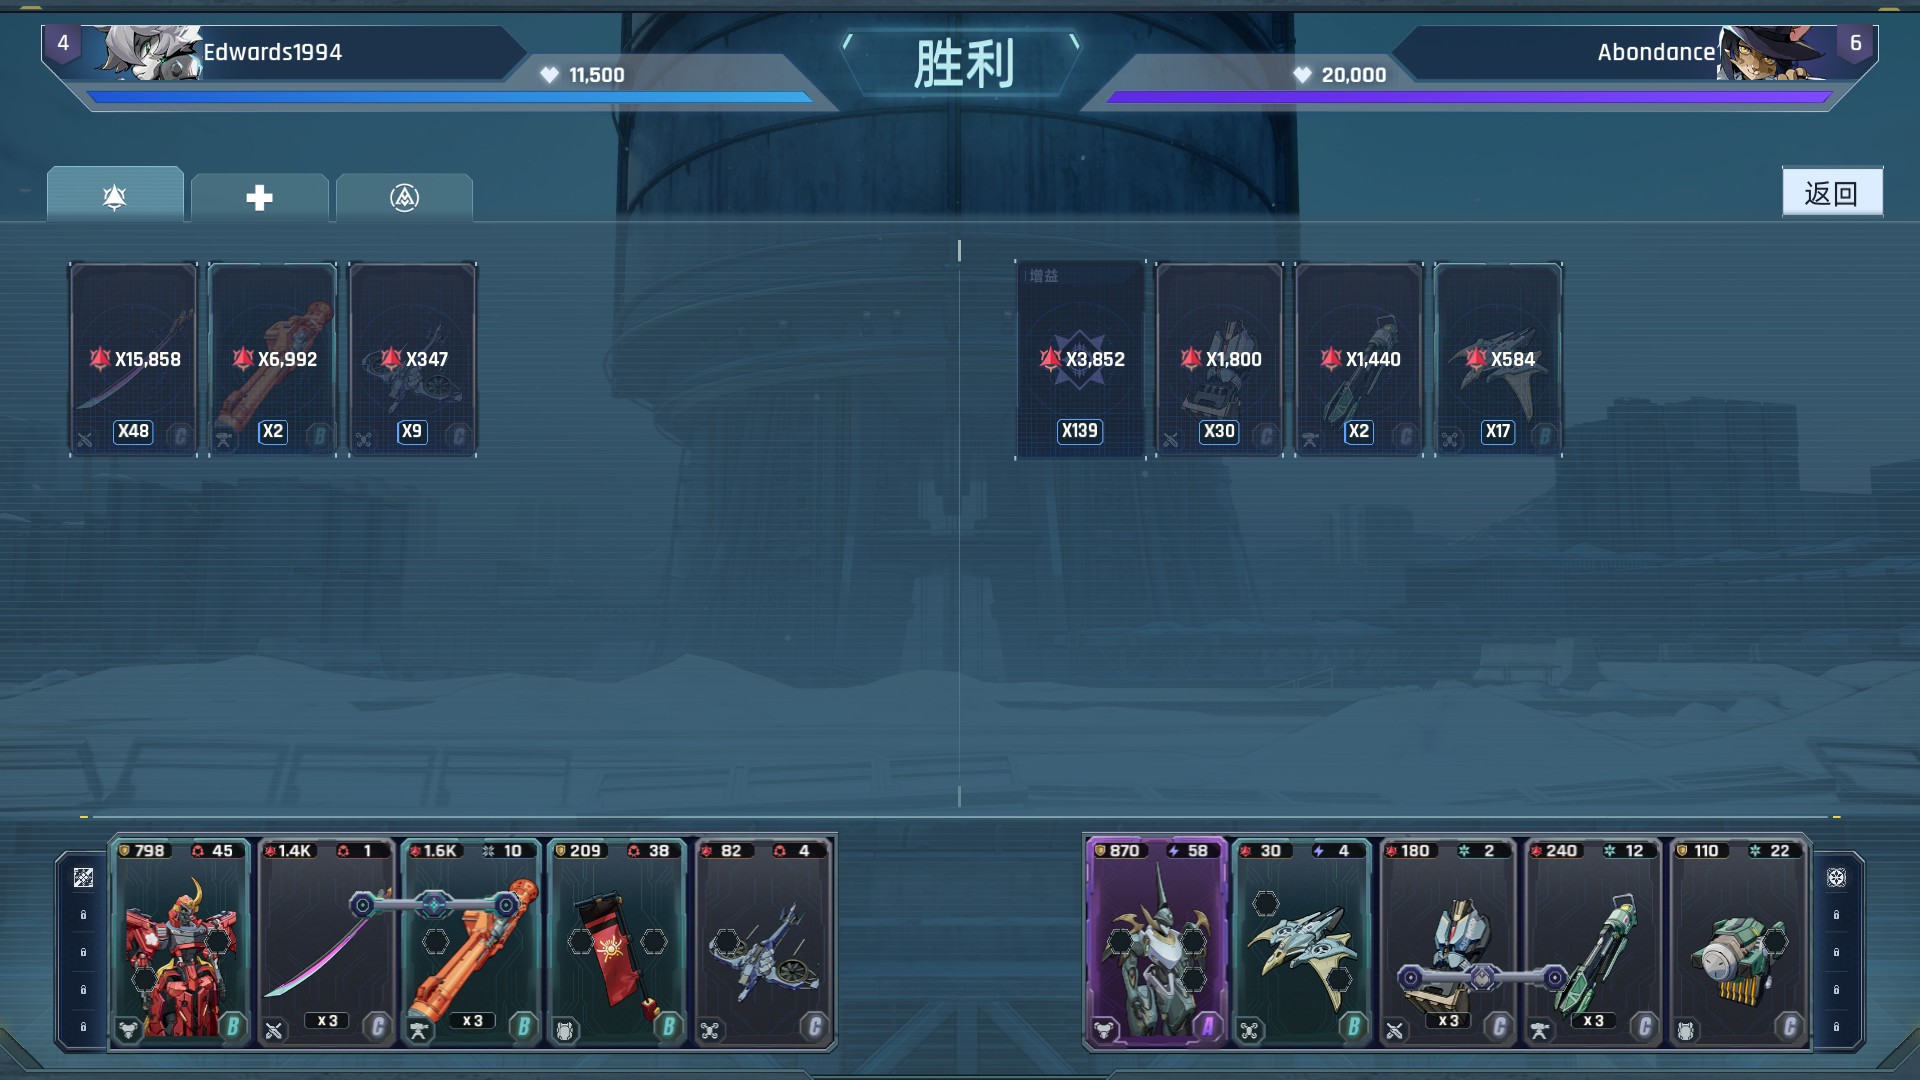 4
Edwards1994
11,500
胜利
20,000
Abondance
6
返回
X15,858
X48
C
X6,992
X2
B
X347
X9
C
增益
X3,852
X139
X1,800
X30
C
X1,440
X2
C
X584
X17
B
798 45
B
1.4K 1
x3
C
1.6K 10
x3
B
209 38
B
82 4
C
870 58
A
30 4
B
180 2
x3
C
240 12
x3
C
110 22
C